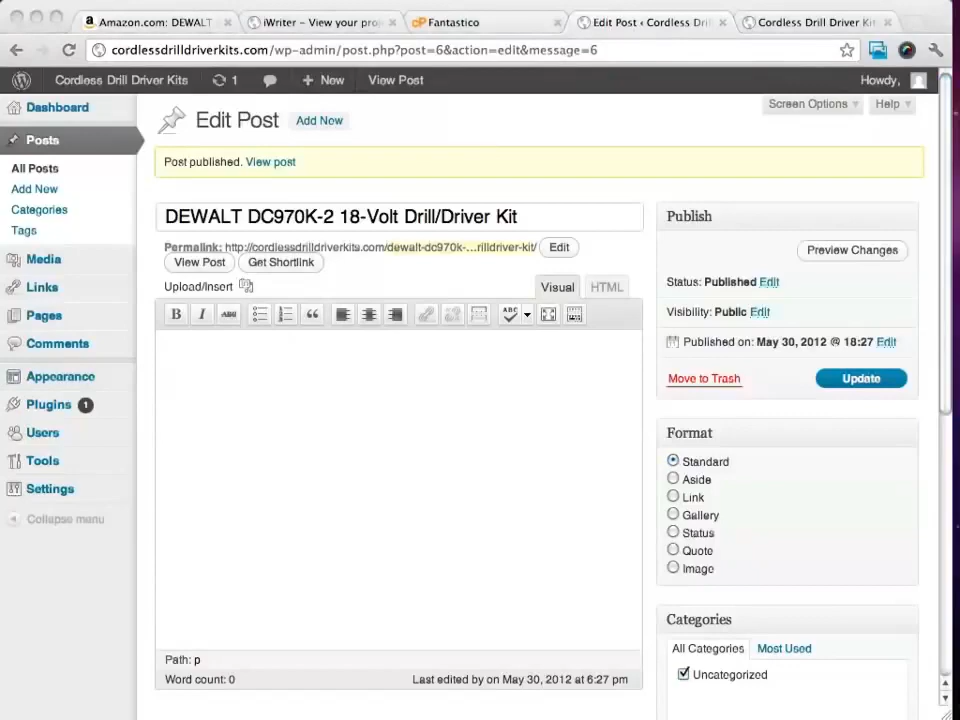 Amazon.com: DEWALT
iWriter - View your pro
Fantastico
Edit Post ‹ Cordless Dril
Cordless Drill Driver Kit
cordlessdrilldriverkits.com/wp-admin/post.php?post=6&action=edit&message=6
Cordless Drill Driver Kits
1
+ New
View Post
Howdy,
Dashboard
Posts
All Posts
Add New
Categories
Tags
Media
Links
Pages
Comments
Appearance
Plugins 1
Users
Tools
Settings
Collapse menu
Screen Options
Help
Edit Post
Add New
Post published. View post
DEWALT DC970K-2 18-Volt Drill/Driver Kit
Permalink: http://cordlessdrilldriverkits.com/dewalt-dc970k-...rilldriver-kit/ Edit
View Post
Get Shortlink
Upload/Insert
Visual
HTML
B I ABC
ABC
Path: p
Word count: 0
Last edited by on May 30, 2012 at 6:27 pm
Publish
Preview Changes
Status: Published Edit
Visibility: Public Edit
Published on: May 30, 2012 @ 18:27 Edit
Move to Trash
Update
Format
Standard
Aside
Link
Gallery
Status
Quote
Image
Categories
All Categories
Most Used
Uncategorized